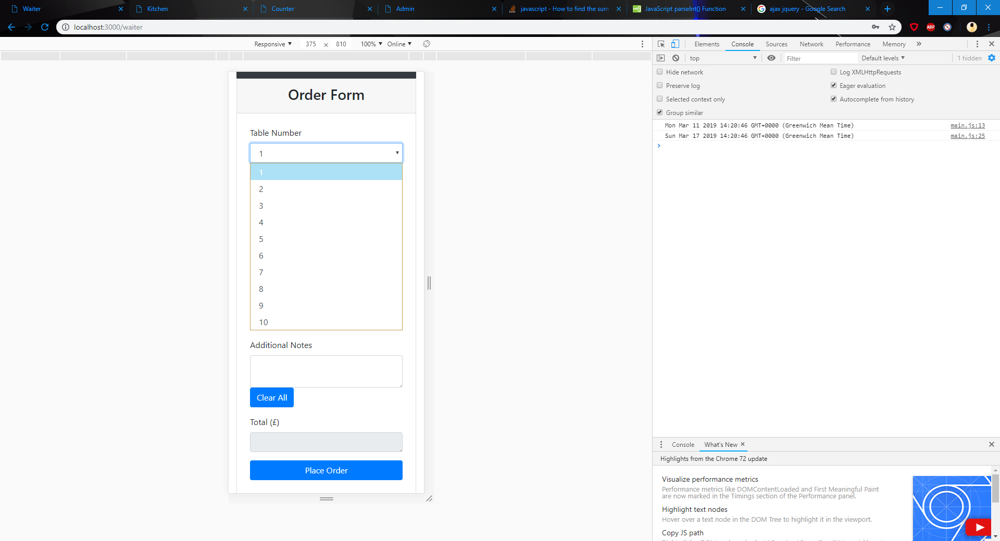 Waiter
Kitchen
Counter
Admin
javascript - How to find the sum
JavaScript parseInt() Function
ajax jquery - Google Search
localhost:3000/waiter
ABP
Responsive
375 x 810
100%
Online
Order Form
Table Number
1
1
2
3
4
5
6
7
8
9
10
Additional Notes
Clear All
Total (£)
Place Order
Elements
Console
Sources
Network
Performance
Memory
top
Filter
Default levels
1 hidden
Hide network
Log XMLHttpRequests
Preserve log
Eager evaluation
Selected context only
Autocomplete from history
Group similar
Mon Mar 11 2019 14:20:46 GMT+0000 (Greenwich Mean Time) main.js:13
Sun Mar 17 2019 14:20:46 GMT+0000 (Greenwich Mean Time) main.js:25
Console
What's New
Highlights from the Chrome 72 update
Visualize performance metrics
Performance metrics like DOMContentLoaded and First Meaningful Paint
are now marked in the Timings section of the Performance panel.
Highlight text nodes
Hover over a text node in the DOM Tree to highlight it in the viewport.
Copy JS path